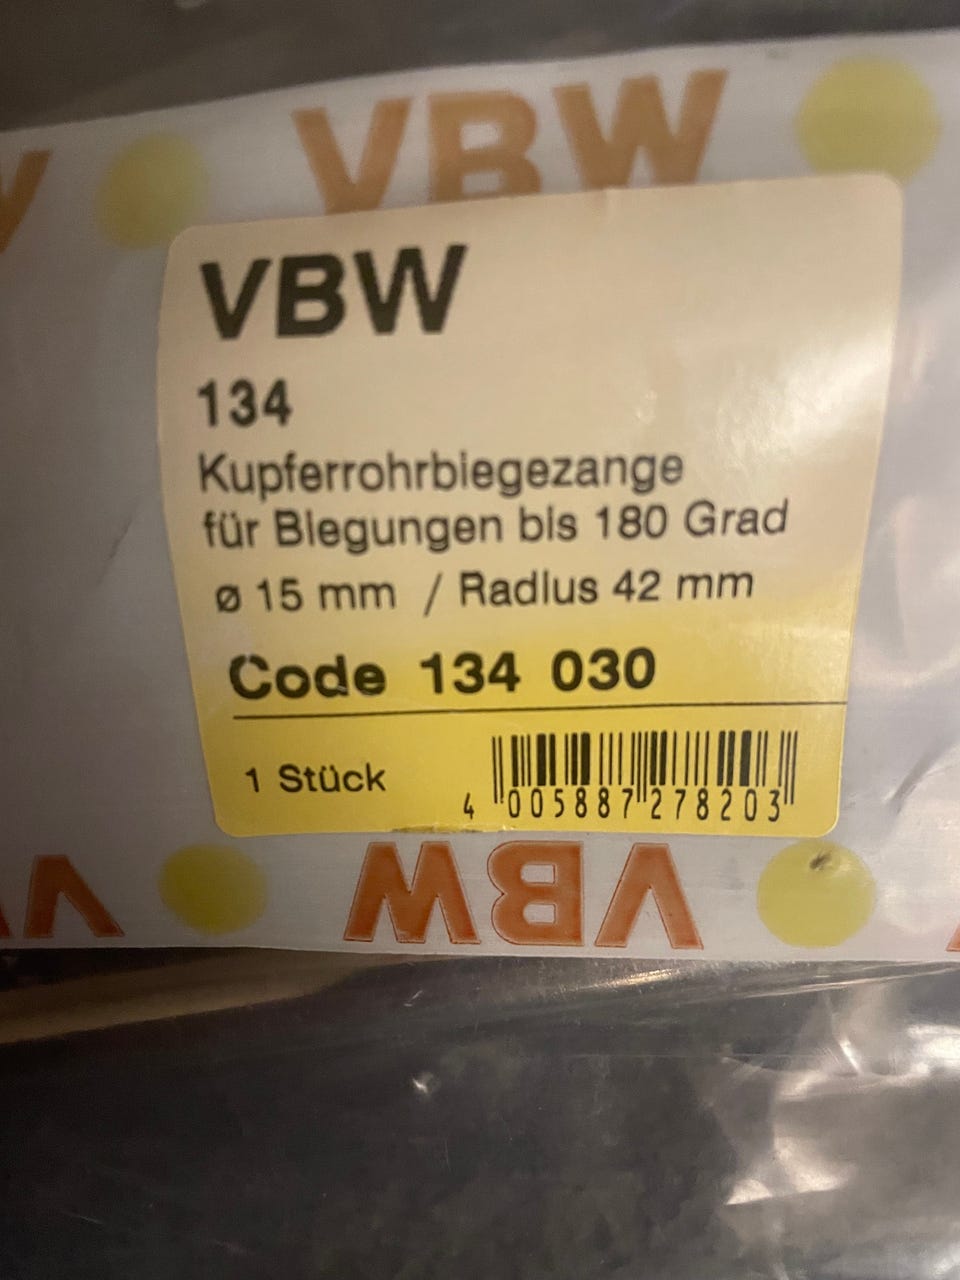 VBW
VBW
134
Kupferrohrbiegezange
für Biegungen bis 180 Grad
ø 15 mm / Radius 42 mm
Code 134 030
1 Stück
4 005887 278203
VBW